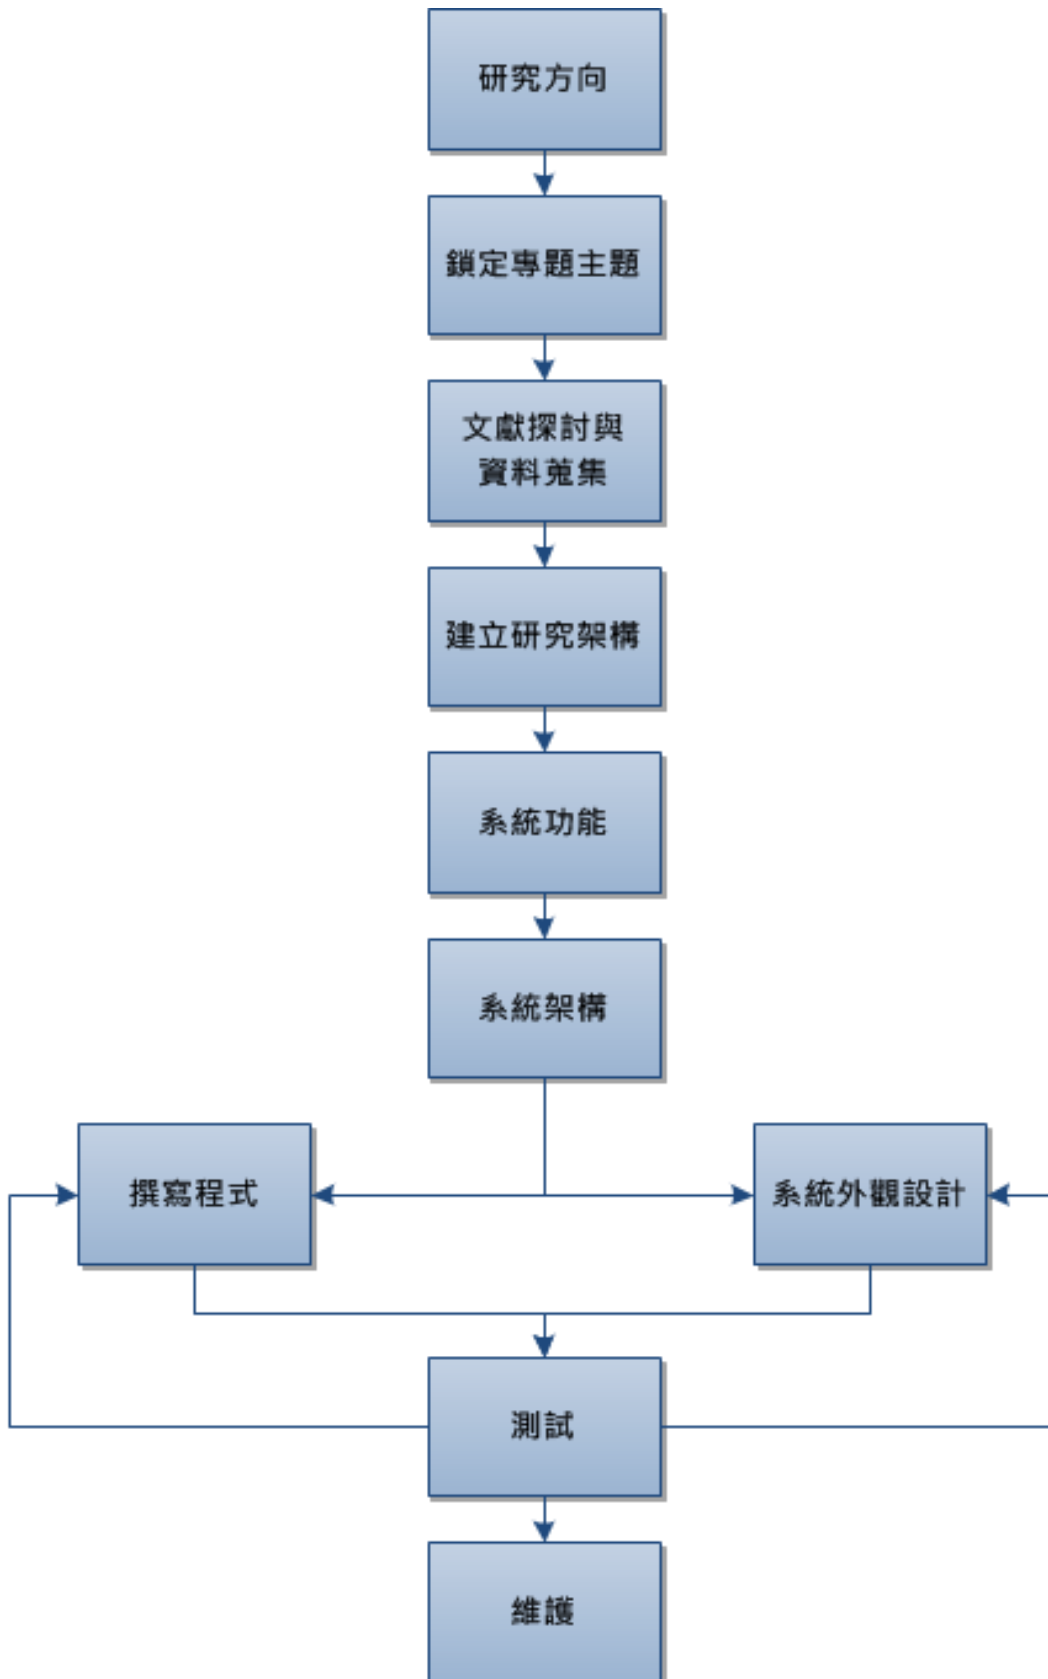 研究方向
鎖定專題主題
文獻探討與
資料蒐集
建立研究架構
系統功能
系統架構
撰寫程式
系統外觀設計
測試
維護